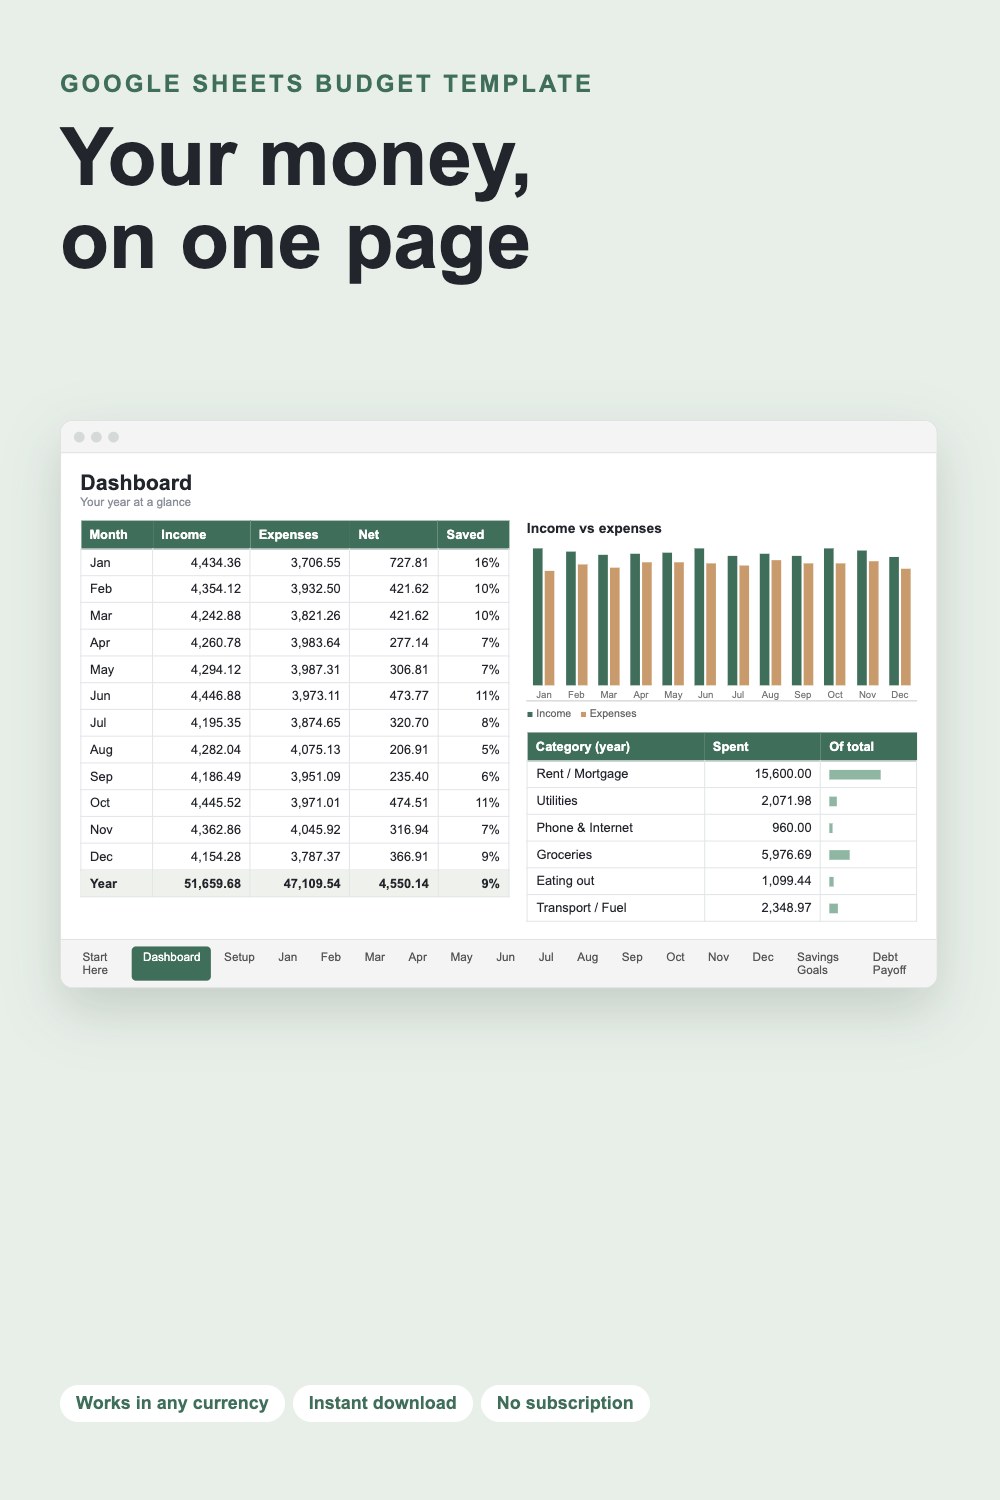 GOOGLE SHEETS BUDGET TEMPLATE
Your money,
on one page
Dashboard
Your year at a glance
Month Income Expenses Net Saved
Jan 4,434.36 3,706.55 727.81 16%
Feb 4,354.12 3,932.50 421.62 10%
Mar 4,242.88 3,821.26 421.62 10%
Apr 4,260.78 3,983.64 277.14 7%
May 4,294.12 3,987.31 306.81 7%
Jun 4,446.88 3,973.11 473.77 11%
Jul 4,195.35 3,874.65 320.70 8%
Aug 4,282.04 4,075.13 206.91 5%
Sep 4,186.49 3,951.09 235.40 6%
Oct 4,445.52 3,971.01 474.51 11%
Nov 4,362.86 4,045.92 316.94 7%
Dec 4,154.28 3,787.37 366.91 9%
Year 51,659.68 47,109.54 4,550.14 9%
Income vs expenses
Jan Feb Mar Apr May Jun Jul Aug Sep Oct Nov Dec
Income Expenses
Category (year) Spent Of total
Rent / Mortgage 15,600.00
Utilities 2,071.98
Phone & Internet 960.00
Groceries 5,976.69
Eating out 1,099.44
Transport / Fuel 2,348.97
Start Here Dashboard Setup Jan Feb Mar Apr May Jun Jul Aug Sep Oct Nov Dec Savings Goals Debt Payoff
Works in any currency Instant download No subscription